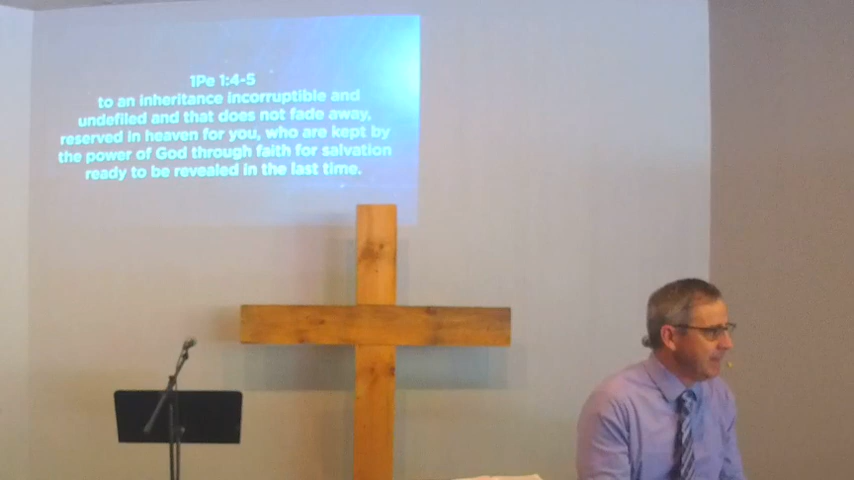 1Pe 1:4-5
to an inheritance incorruptible and
undefiled and that does not fade away,
reserved in heaven for you, who are kept by
the power of God through faith for salvation
ready to be revealed in the last time.